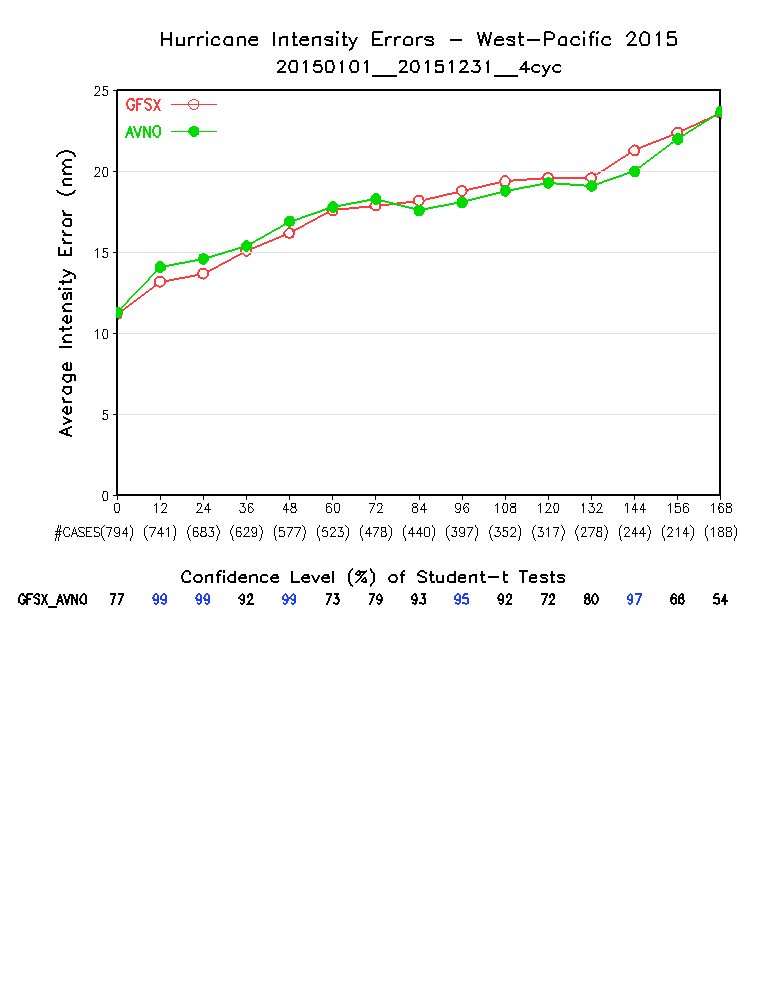 Hurricane Intensity Errors - West-Pacific 2015
20150101__20151231__4cyc
GFSX
AVNO
Average Intensity Error (nm)
25
20
15
10
5
0
0 12 24 36 48 60 72 84 96 108 120 132 144 156 168
#CASES(794) (741) (683) (629) (577) (523) (478) (440) (397) (352) (317) (278) (244) (214) (188)
Confidence Level (%) of Student-t Tests
GFSX_AVNO 77 99 99 92 99 73 79 93 95 92 72 80 97 66 54